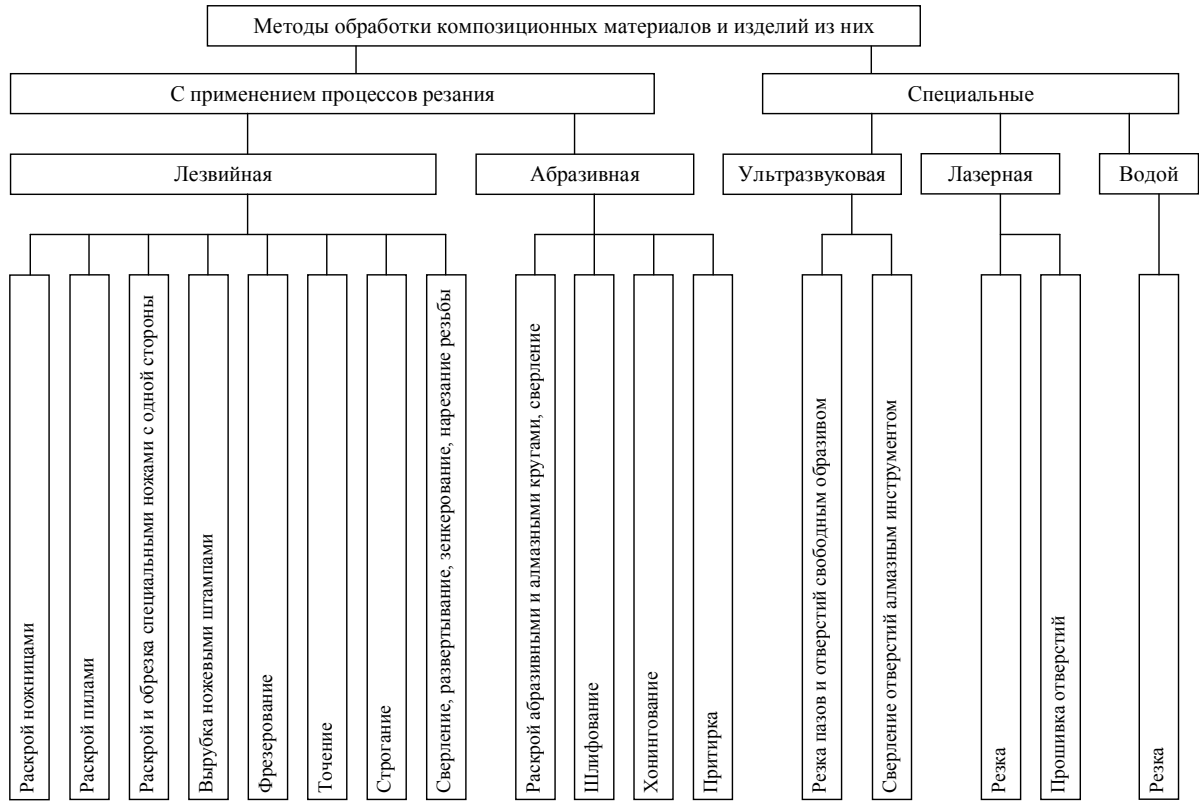 Методы обработки композиционных материалов и изделий из них
С применением процессов резания
Специальные
Лезвийная
Абразивная
Ультразвуковая
Лазерная
Водой
Раскрой ножницами
Раскрой пилами
Раскрой и обрезка специальными ножами с одной стороны
Вырубка ножевыми штампами
Фрезерование
Точение
Строгание
Сверление, развертывание, зенкерование, нарезание резьбы
Раскрой абразивными и алмазными кругами, сверление
Шлифование
Хонингование
Притирка
Резка пазов и отверстий свободным образивом
Сверление отверстий алмазным инструментом
Резка
Прошивка отверстий
Резка